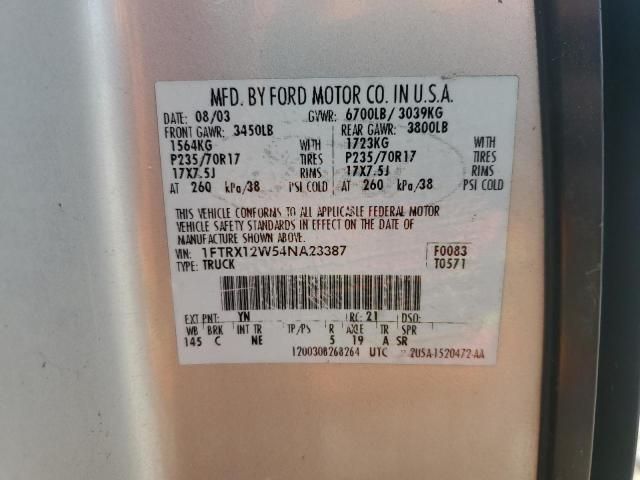 MFD. BY FORD MOTOR CO. IN U.S.A.
DATE: 08/03 GVWR: 6700LB/ 3039KG
FRONT GAWR: 3450LB REAR GAWR: 3800LB
1564KG WITH 1723KG WITH
P235/70R17 TIRES P235/70R17 TIRES
17X7.5J RIMS 17X7.5J RIMS
AT 260 kPa/38 PSI COLD AT 260 kPa/38 PSI COLD
THIS VEHICLE CONFORMS TO ALL APPLICABLE FEDERAL MOTOR
VEHICLE SAFETY STANDARDS IN EFFECT ON THE DATE OF
MANUFACTURE SHOWN ABOVE.
VIN: 1FTRX12W54NA23387 F0083
TYPE: TRUCK T0571
EXT PNT: YN RC: 21 DSO:
WB BRK INT TR TP/PS R AXLE TR SPR
145 C NE 5 19 A SR
1200308268264 UTC 2U5A-1520472-AA